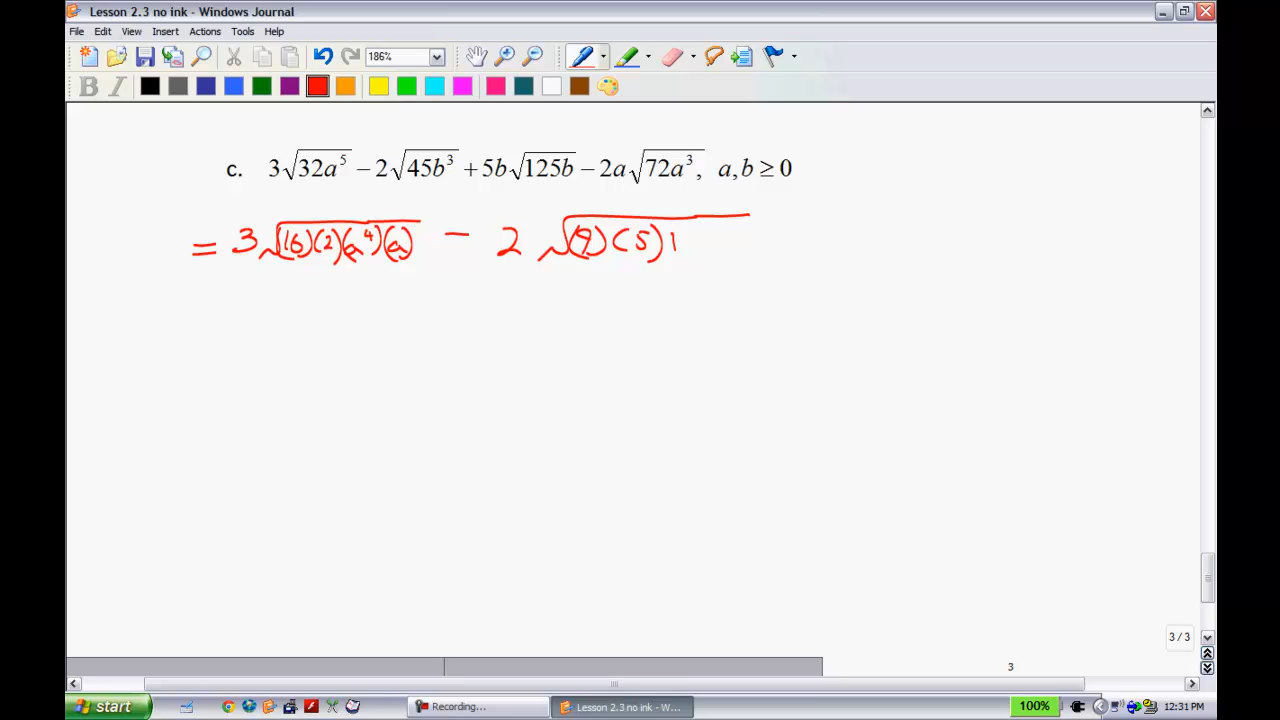 Lesson 2.3 no ink - Windows Journal
File Edit View Insert Actions Tools Help
186%
B I
c. 3√32a⁵ − 2√45b³ + 5b√125b − 2a√72a³, a,b ≥ 0
= 3√(16)(2)(a⁴)(a) − 2√(9)(5)(
3/3
3
start Recording... Lesson 2.3 no ink - W... 100% 12:31 PM